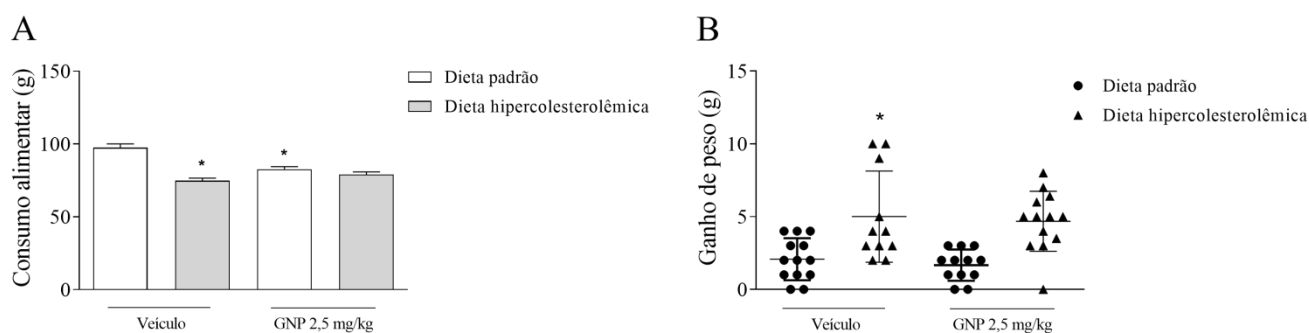 A
Consumo alimentar (g)
150
100
50
0
*
*
Veículo
GNP 2,5 mg/kg
Dieta padrão
Dieta hipercolesterolêmica
B
Ganho de peso (g)
15
10
5
0
*
Veículo
GNP 2,5 mg/kg
Dieta padrão
Dieta hipercolesterolêmica